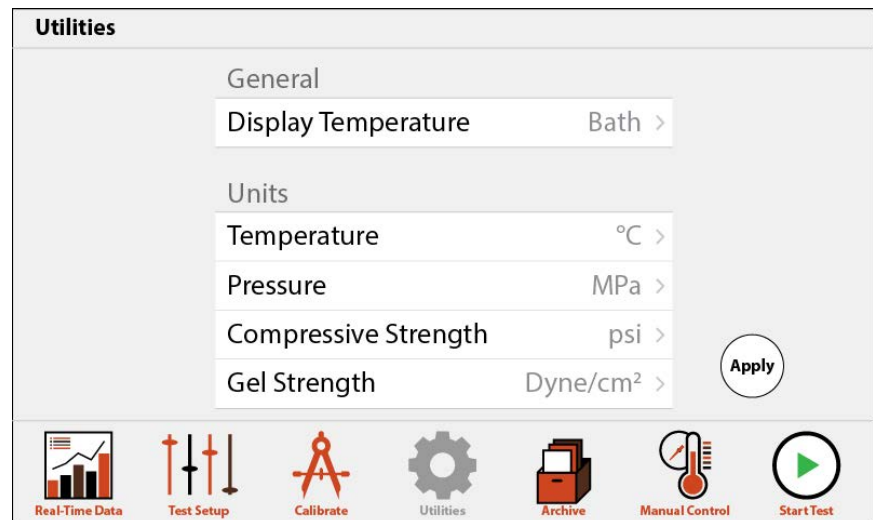 Utilities
General
Display Temperature Bath >
Units
Temperature °C >
Pressure MPa >
Compressive Strength psi >
Gel Strength Dyne/cm² >
Apply
Real-Time Data Test Setup Calibrate Utilities Archive Manual Control Start Test